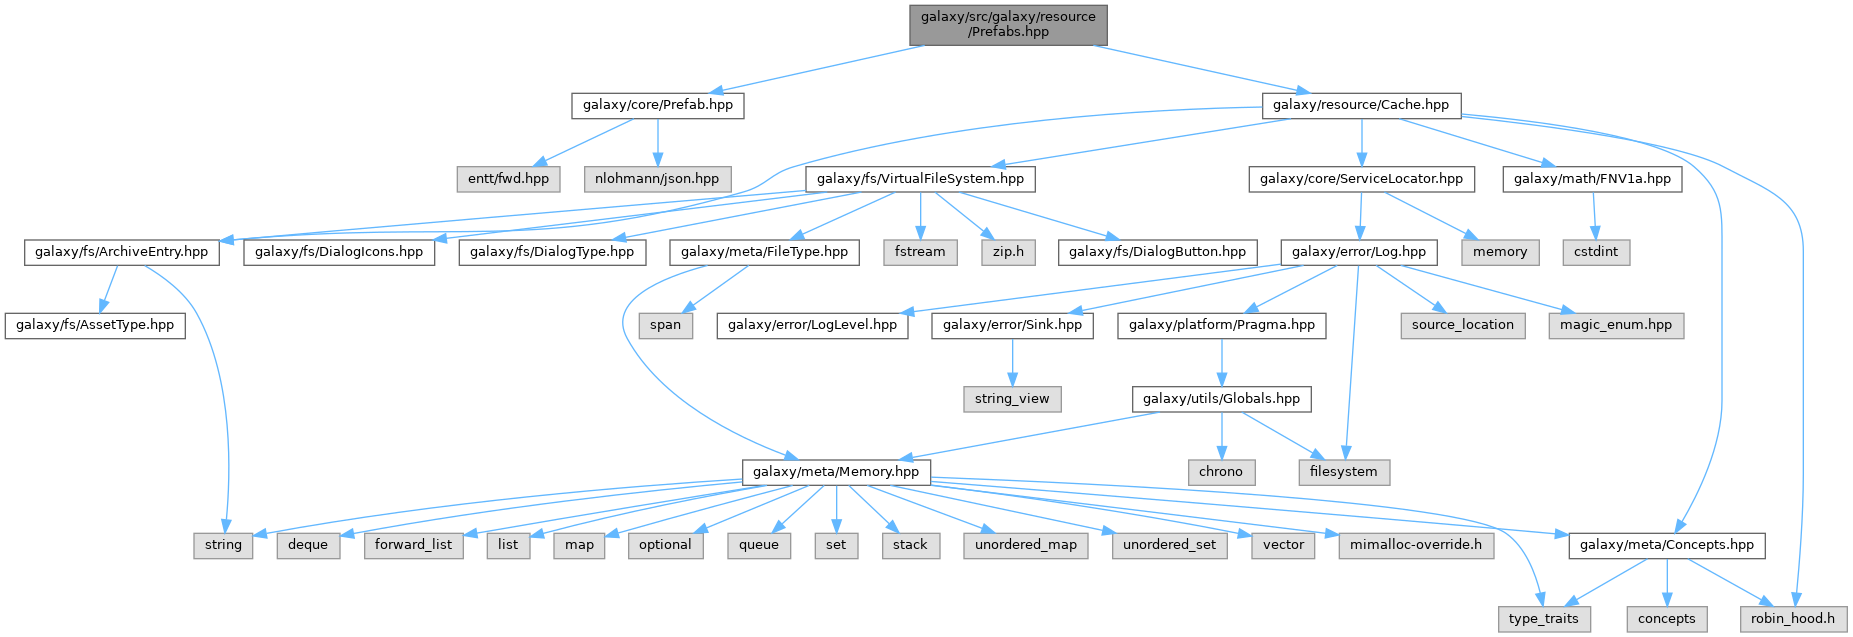 galaxy/src/galaxy/resource
/Prefabs.hpp
galaxy/core/Prefab.hpp
galaxy/resource/Cache.hpp
entt/fwd.hpp
nlohmann/json.hpp
galaxy/fs/VirtualFileSystem.hpp
galaxy/core/ServiceLocator.hpp
galaxy/math/FNV1a.hpp
galaxy/fs/ArchiveEntry.hpp
galaxy/fs/DialogIcons.hpp
galaxy/fs/DialogType.hpp
galaxy/meta/FileType.hpp
fstream
zip.h
galaxy/fs/DialogButton.hpp
galaxy/error/Log.hpp
memory
cstdint
galaxy/fs/AssetType.hpp
span
galaxy/error/LogLevel.hpp
galaxy/error/Sink.hpp
galaxy/platform/Pragma.hpp
source_location
magic_enum.hpp
string_view
galaxy/utils/Globals.hpp
galaxy/meta/Memory.hpp
chrono
filesystem
string
deque
forward_list
list
map
optional
queue
set
stack
unordered_map
unordered_set
vector
mimalloc-override.h
galaxy/meta/Concepts.hpp
type_traits
concepts
robin_hood.h